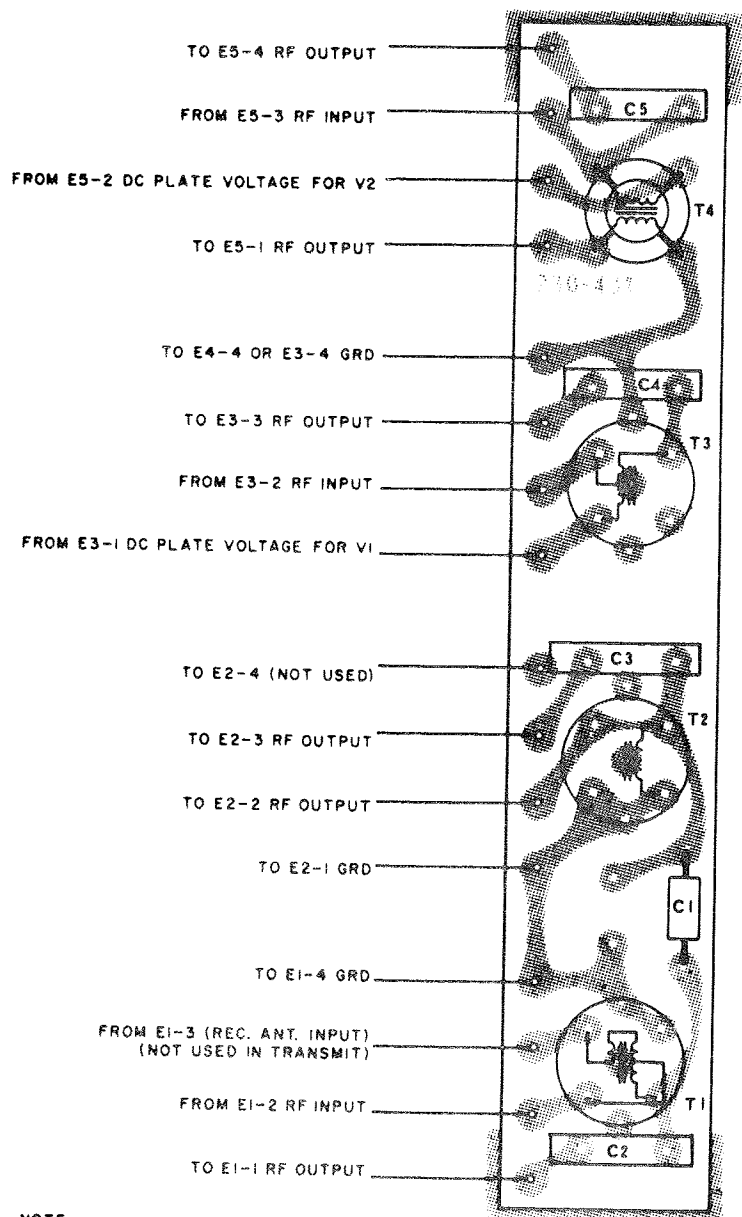 TO E5-4 RF OUTPUT
C5
FROM E5-3 RF INPUT
FROM E5-2 DC PLATE VOLTAGE FOR V2
T4
TO E5-1 RF OUTPUT
TO E4-4 OR E3-4 GRD
C4
TO E3-3 RF OUTPUT
T3
FROM E3-2 RF INPUT
FROM E3-1 DC PLATE VOLTAGE FOR V1
C3
TO E2-4 (NOT USED)
T2
TO E2-3 RF OUTPUT
TO E2-2 RF OUTPUT
TO E2-1 GRD
C1
TO E1-4 GRD
FROM E1-3 (REC. ANT. INPUT)
(NOT USED IN TRANSMIT)
FROM E1-2 RF INPUT
T1
C2
TO E1-1 RF OUTPUT
NOTE